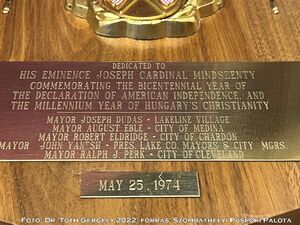 DEDICATED TO
HIS EMINENCE JOSEPH CARDINAL MINDSZENTY
COMMEMORATING THE BICENTENNIAL YEAR OF
THE DECLARATION OF AMERICAN INDEPENDENCE, AND
THE MILLENNIUM YEAR OF HUNGARY'S CHRISTIANITY
MAYOR JOSEPH DUDAS - LAKELINE VILLAGE
MAYOR AUGUST EBLE - CITY OF MEDINA
MAYOR ROBERT ELDRIDGE - CITY OF CHARDON
MAYOR JOHN - PRES. LAKE CO. MAYORS & CITY MGRS.
MAYOR RALPH J. PERK - CITY OF CLEVELAND
MAY 25, 1974
Fotó: Dr. Tóth Gergely, 2022, forrás: Szombathelyi Püspöki Palota